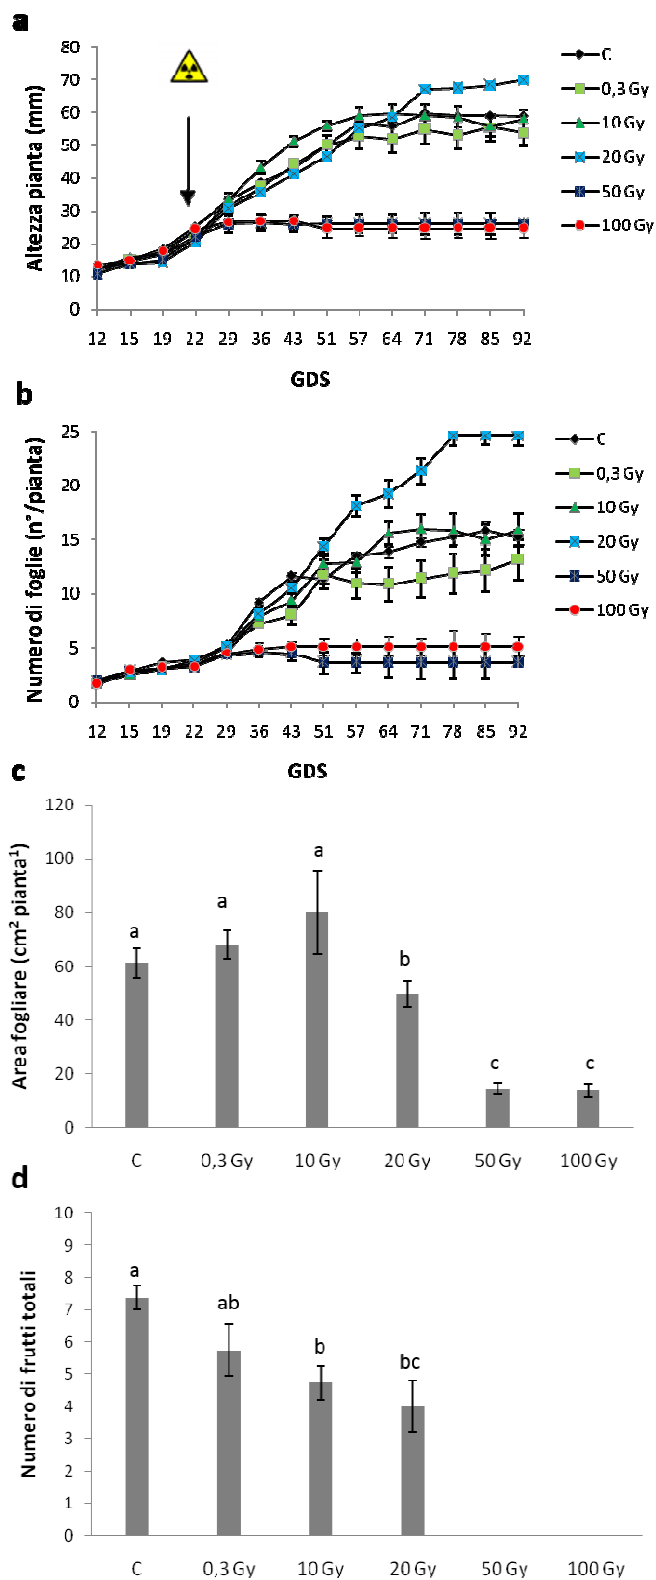 a
80
70
60
50
40
30
20
10
0
Altezza pianta (mm)
12 15 19 22 29 36 43 51 57 64 71 78 85 92
GDS
C
0,3 Gy
10 Gy
20 Gy
50 Gy
100 Gy
b
25
20
15
10
5
0
Numero di foglie (n°/pianta)
12 15 19 22 29 36 43 51 57 64 71 78 85 92
GDS
C
0,3 Gy
10 Gy
20 Gy
50 Gy
100 Gy
c
120
100
80
60
40
20
0
Area fogliare (cm² pianta¹)
a a a b c c
C 0,3 Gy 10 Gy 20 Gy 50 Gy 100 Gy
d
10
9
8
7
6
5
4
3
2
1
0
Numero di frutti totali
a ab b bc
C 0,3 Gy 10 Gy 20 Gy 50 Gy 100 Gy